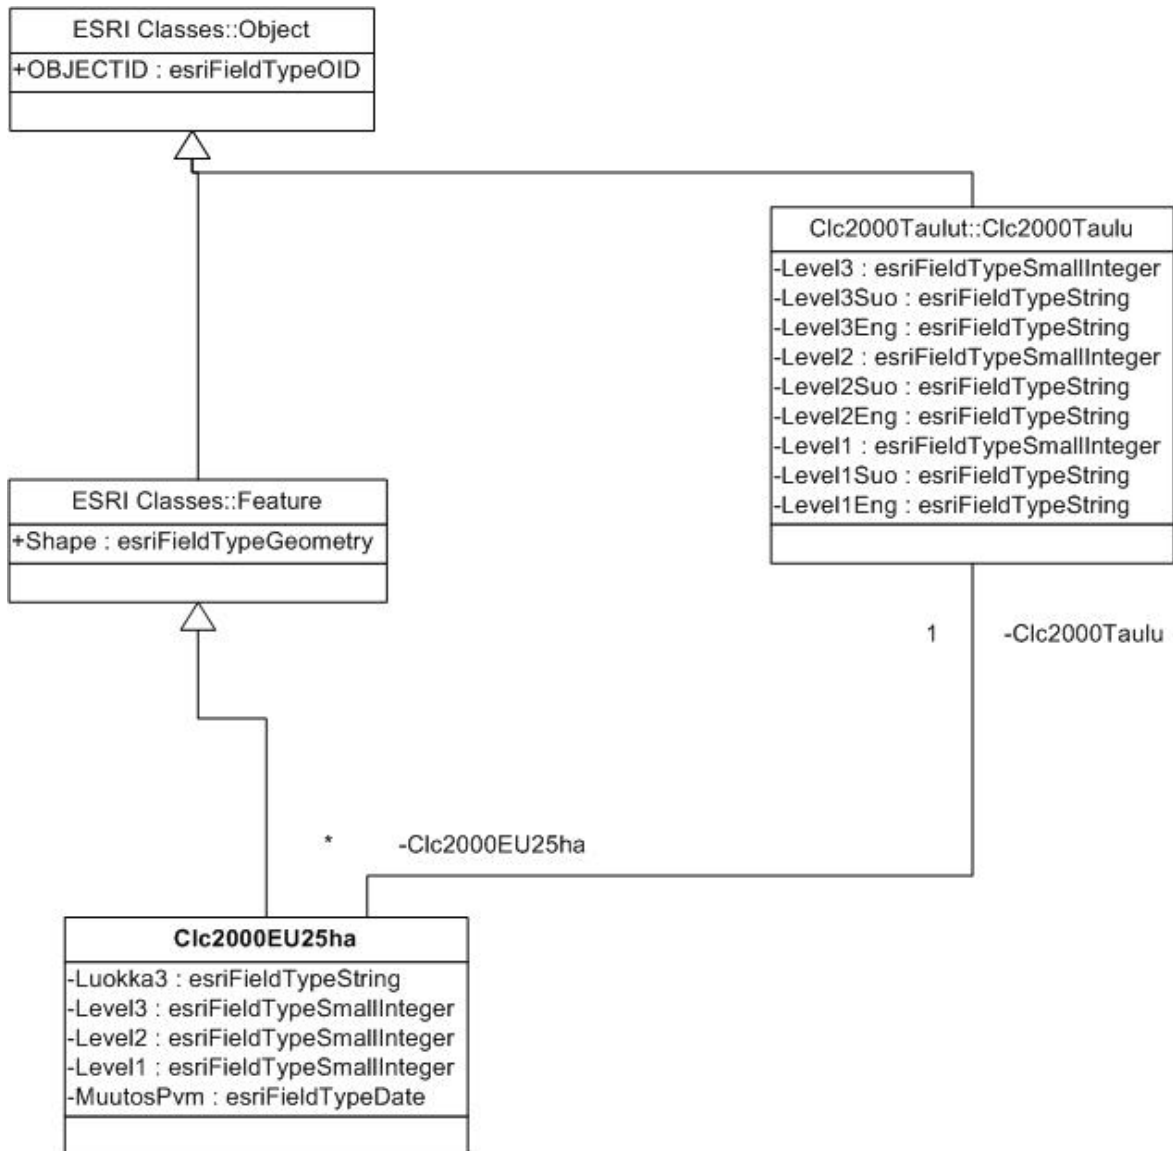 ESRI Classes::Object
+OBJECTID : esriFieldTypeOID
Clc2000Taulut::Clc2000Taulu
-Level3 : esriFieldTypeSmallInteger
-Level3Suo : esriFieldTypeString
-Level3Eng : esriFieldTypeString
-Level2 : esriFieldTypeSmallInteger
-Level2Suo : esriFieldTypeString
-Level2Eng : esriFieldTypeString
-Level1 : esriFieldTypeSmallInteger
-Level1Suo : esriFieldTypeString
-Level1Eng : esriFieldTypeString
ESRI Classes::Feature
+Shape : esriFieldTypeGeometry
1 -Clc2000Taulu
* -Clc2000EU25ha
Clc2000EU25ha
-Luokka3 : esriFieldTypeString
-Level3 : esriFieldTypeSmallInteger
-Level2 : esriFieldTypeSmallInteger
-Level1 : esriFieldTypeSmallInteger
-MuutosPvm : esriFieldTypeDate